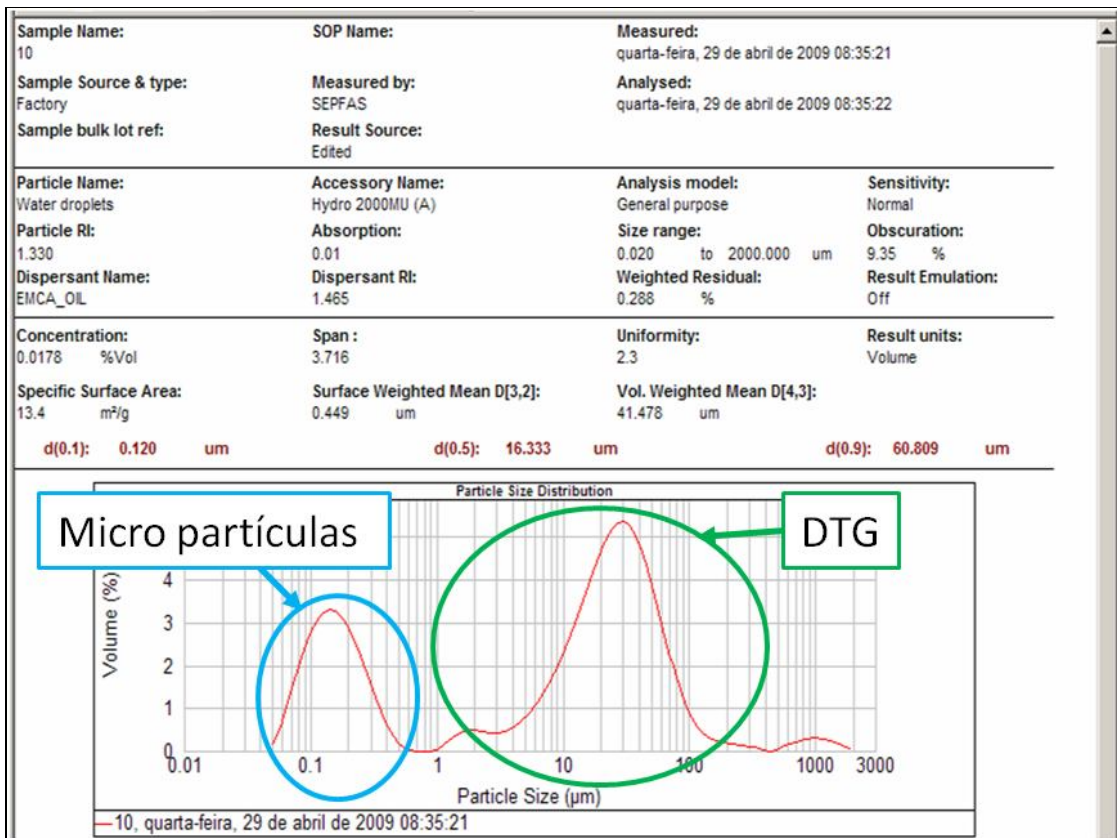 Sample Name: SOP Name: Measured:
10 quarta-feira, 29 de abril de 2009 08:35:21
Sample Source & type: Measured by: Analysed:
Factory SEPFAS quarta-feira, 29 de abril de 2009 08:35:22
Sample bulk lot ref: Result Source:
Edited
Particle Name: Accessory Name: Analysis model: Sensitivity:
Water droplets Hydro 2000MU (A) General purpose Normal
Particle RI: Absorption: Size range: Obscuration:
1.330 0.01 0.020 to 2000.000 um 9.35 %
Dispersant Name: Dispersant RI: Weighted Residual: Result Emulation:
EMCA_OIL 1.465 0.288 % Off
Concentration: Span : Uniformity: Result units:
0.0178 %Vol 3.716 2.3 Volume
Specific Surface Area: Surface Weighted Mean D[3,2]: Vol. Weighted Mean D[4,3]:
13.4 m²/g 0.449 um 41.478 um
d(0.1): 0.120 um d(0.5): 16.333 um d(0.9): 60.809 um
Particle Size Distribution
Micro partículas DTG
Volume (%)
4
3
2
1
0
0.01 0.1 1 10 100 1000 3000
Particle Size (µm)
10, quarta-feira, 29 de abril de 2009 08:35:21